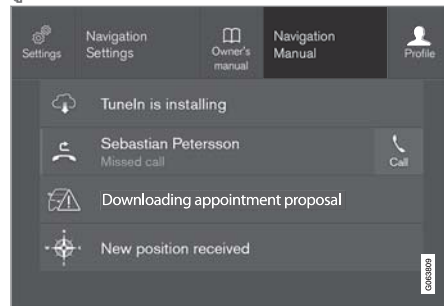 Settings
Navigation
Settings
Owner's
manual
Navigation
Manual
Profile
TuneIn is installing
Sebastian Petersson
Missed call
Call
Downloading appointment proposal
New position received
G063809